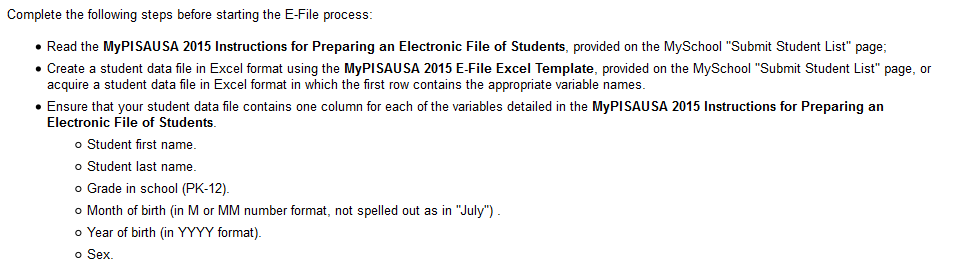 Complete the following steps before starting the E-File process:
• Read the MyPISAUSA 2015 Instructions for Preparing an Electronic File of Students, provided on the MySchool "Submit Student List" page;
• Create a student data file in Excel format using the MyPISAUSA 2015 E-File Excel Template, provided on the MySchool "Submit Student List" page, or
acquire a student data file in Excel format in which the first row contains the appropriate variable names.
• Ensure that your student data file contains one column for each of the variables detailed in the MyPISAUSA 2015 Instructions for Preparing an
Electronic File of Students.
o Student first name.
o Student last name.
o Grade in school (PK-12).
o Month of birth (in M or MM number format, not spelled out as in "July") .
o Year of birth (in YYYY format).
o Sex.